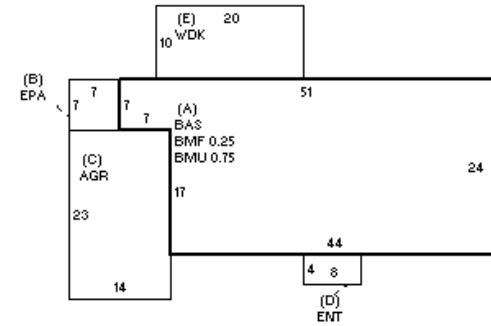 (E) 20
10 WDK
(B)
EPA
7
7
7
7
51
(A)
BAS
BMF 0.25
BMU 0.75
(C)
AGR
24
17
23
44
14
4 8
(D)
ENT